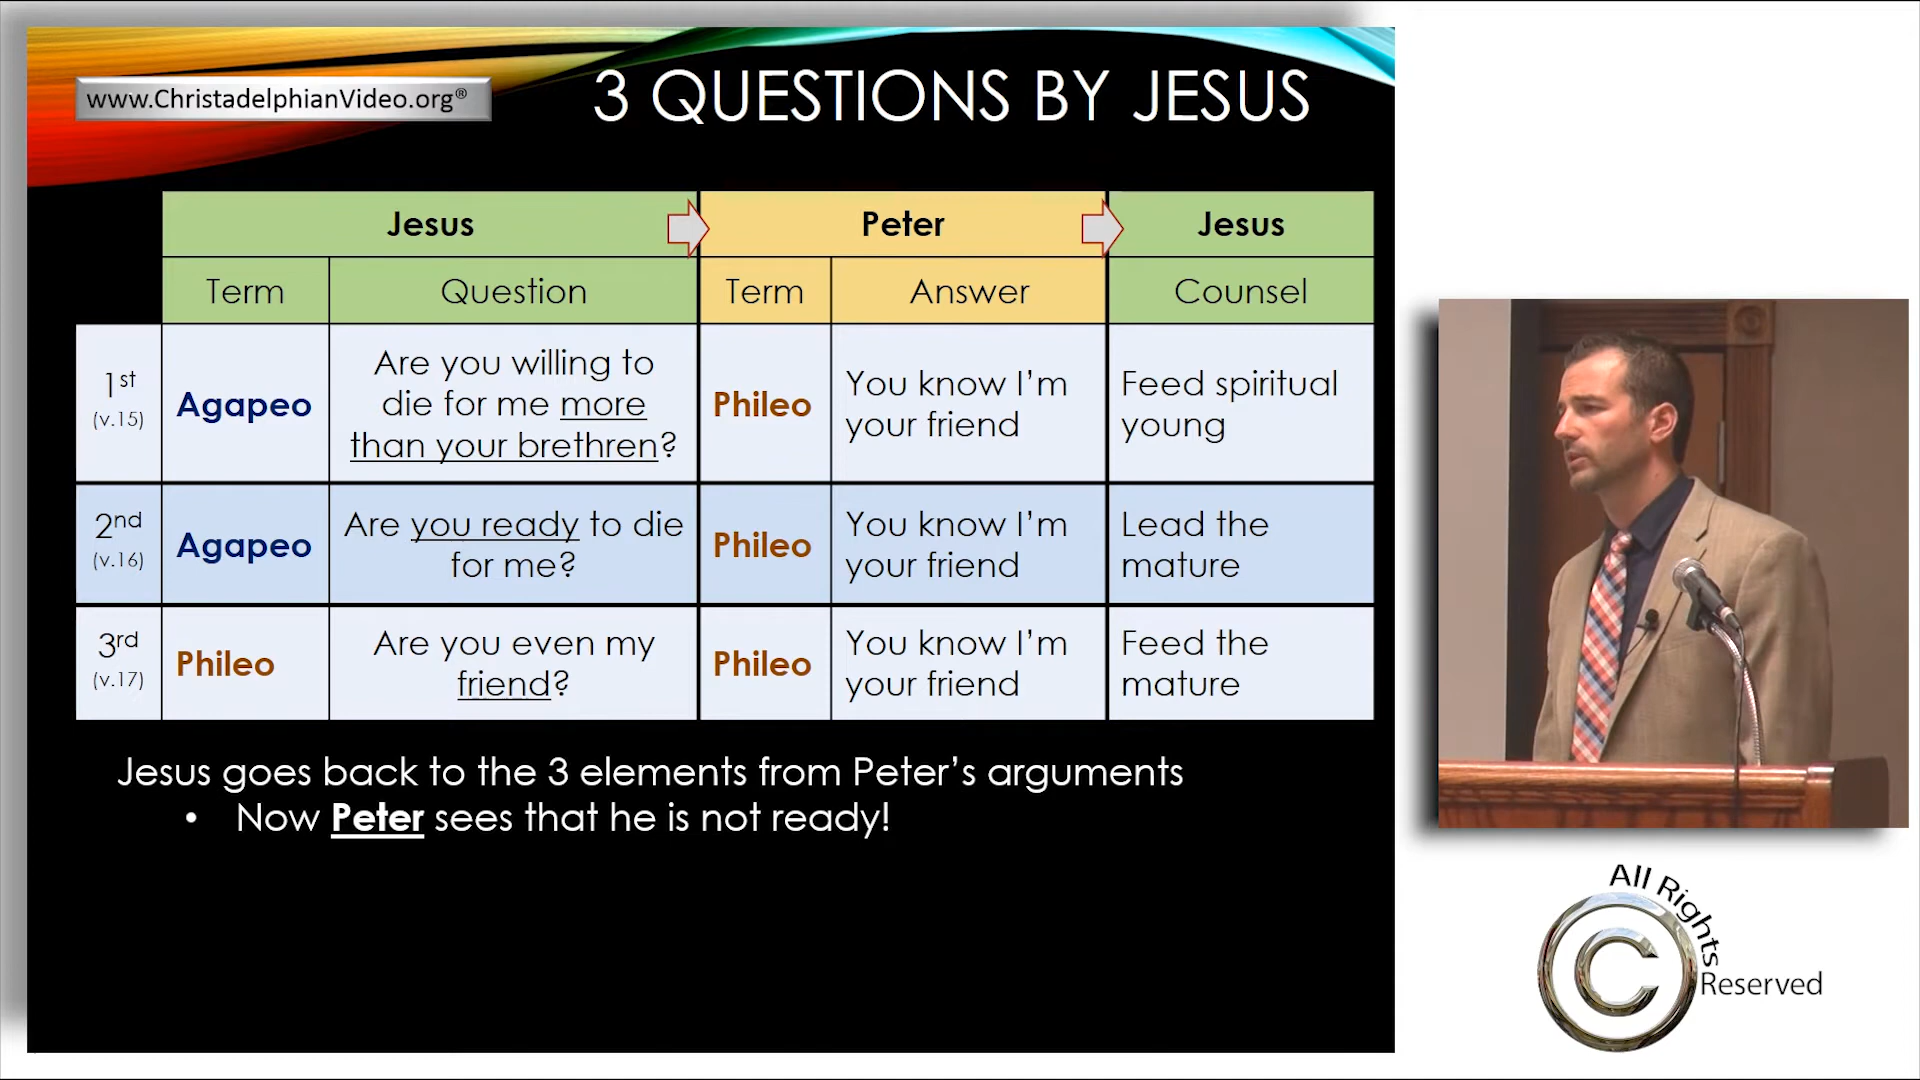 www.ChristadelphianVideo.org®
3 QUESTIONS BY JESUS
Jesus
Peter
Jesus
Term
Question
Term
Answer
Counsel
1st
(v.15)
Agapeo
Are you willing to
die for me more
than your brethren?
Phileo
You know I'm
your friend
Feed spiritual
young
2nd
(v.16)
Agapeo
Are you ready to die
for me?
Phileo
You know I'm
your friend
Lead the
mature
3rd
(v.17)
Phileo
Are you even my
friend?
Phileo
You know I'm
your friend
Feed the
mature
Jesus goes back to the 3 elements from Peter's arguments
• Now Peter sees that he is not ready!
All Rights
Reserved
C